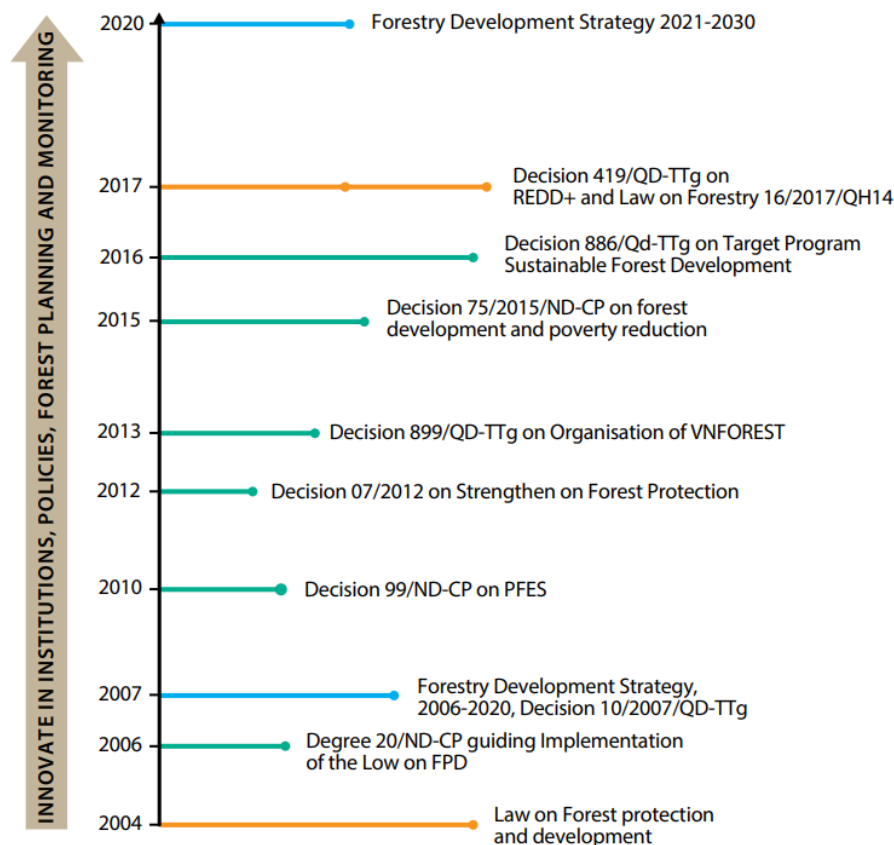 INNOVATE IN INSTITUTIONS, POLICIES, FOREST PLANNING AND MONITORING
2020
Forestry Development Strategy 2021-2030
2017
Decision 419/QD-TTg on
REDD+ and Law on Forestry 16/2017/QH14
2016
Decision 886/Qd-TTg on Target Program
Sustainable Forest Development
2015
Decision 75/2015/ND-CP on forest
development and poverty reduction
2013
Decision 899/QD-TTg on Organisation of VNFOREST
2012
Decision 07/2012 on Strengthen on Forest Protection
2010
Decision 99/ND-CP on PFES
2007
Forestry Development Strategy,
2006-2020, Decision 10/2007/QD-TTg
2006
Degree 20/ND-CP guiding Implementation
of the Low on FPD
2004
Law on Forest protection
and development